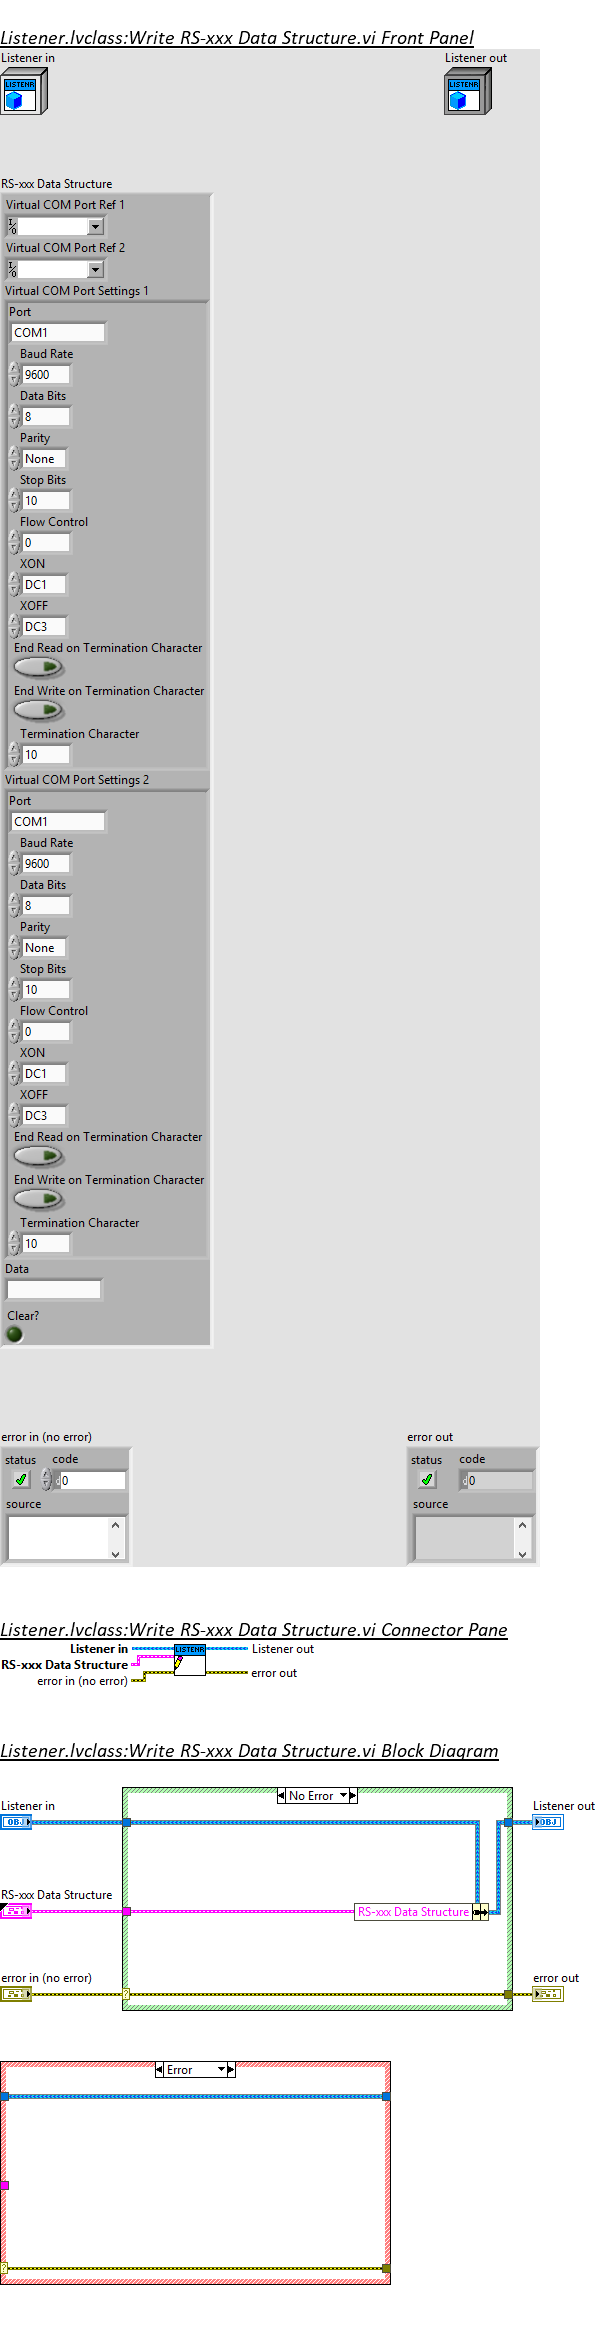 Listener.lvclass:Write RS-xxx Data Structure.vi Front Panel
Listener in
Listener out
LISTENR
LISTENR
RS-xxx Data Structure
Virtual COM Port Ref 1
I/O
Virtual COM Port Ref 2
I/O
Virtual COM Port Settings 1
Port
COM1
Baud Rate
9600
Data Bits
8
Parity
None
Stop Bits
10
Flow Control
0
XON
DC1
XOFF
DC3
End Read on Termination Character
End Write on Termination Character
Termination Character
10
Virtual COM Port Settings 2
Port
COM1
Baud Rate
9600
Data Bits
8
Parity
None
Stop Bits
10
Flow Control
0
XON
DC1
XOFF
DC3
End Read on Termination Character
End Write on Termination Character
Termination Character
10
Data
Clear?
error in (no error)
error out
status code
status code
d0
d0
source
source
Listener.lvclass:Write RS-xxx Data Structure.vi Connector Pane
Listener in
LISTENR
Listener out
RS-xxx Data Structure
error in (no error)
error out
Listener.lvclass:Write RS-xxx Data Structure.vi Block Diagram
No Error
Listener in
Listener out
OBJ
OBJ
RS-xxx Data Structure
RS-xxx Data Structure
error in (no error)
error out
?
Error
?